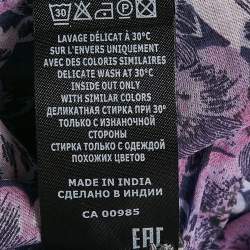 30
LAVAGE DÉLICAT À 30°C
SUR L'ENVERS UNIQUEMENT
AVEC DES COLORIS SIMILAIRES
DELICATE WASH AT 30°C
INSIDE OUT ONLY
WITH SIMILAR COLORS
ДЕЛИКАТНАЯ СТИРКА ПРИ 30°
ТОЛЬКО С ИЗНАНОЧНОЙ
СТОРОНЫ
СТИРКА ТОЛЬКО С ОДЕЖДОЙ
ПОХОЖИХ ЦВЕТОВ
MADE IN INDIA
СДЕЛАНО В ИНДИИ
CA 00985
EAC